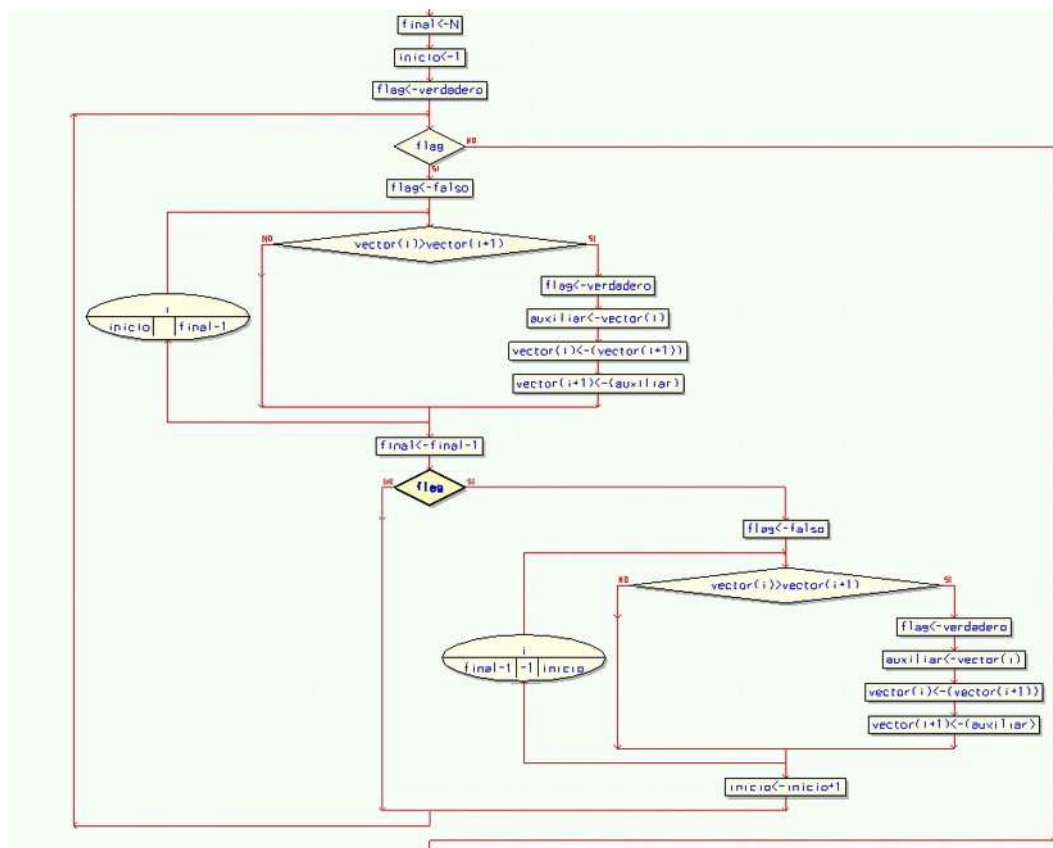 final<-N
inicio<-1
flag<-verdadero
flag
NO
SI
flag<-falso
NO
vector(i)>vector(i+1)
SI
flag<-verdadero
i
inicio
final-1
auxiliar<-vector(i)
vector(i)<-(vector(i+1))
vector(i+1)<-(auxiliar)
final<-final-1
NO
flag
SI
flag<-falso
NO
vector(i)>vector(i+1)
SI
flag<-verdadero
i
final-1
-1
inicio
auxiliar<-vector(i)
vector(i)<-(vector(i+1))
vector(i+1)<-(auxiliar)
inicio<-inicio+1